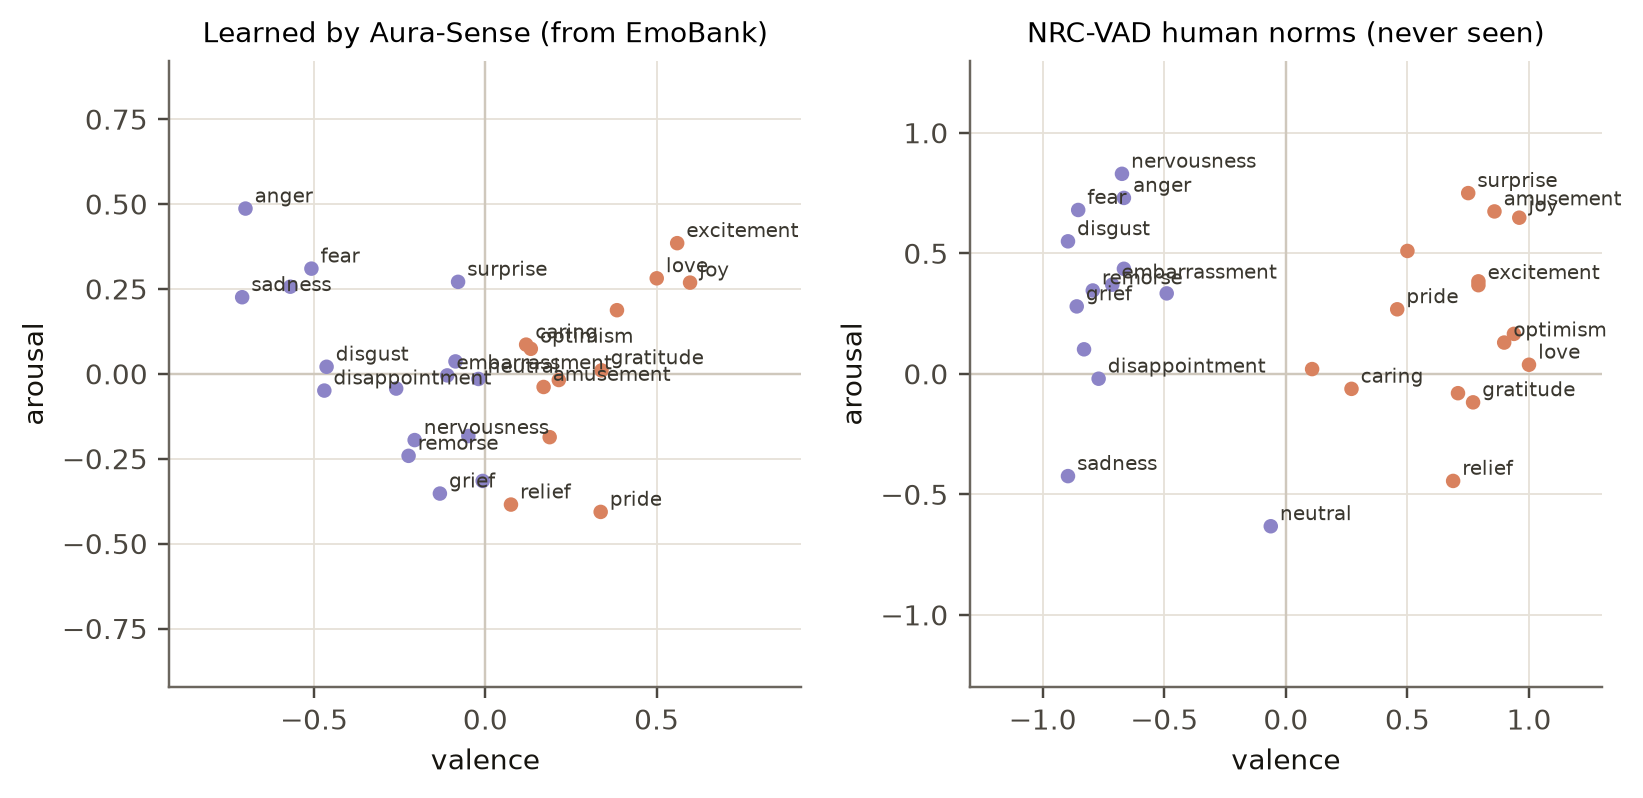 Learned by Aura-Sense (from EmoBank)
arousal
0.75
0.50
0.25
0.00
−0.25
−0.50
−0.75
anger
excitement
fear
surprise
love
joy
sadness
caring
optimism
disgust
gratitude
embarrassment
neutral
amusement
disappointment
nervousness
remorse
grief
relief
pride
−0.5
0.0
0.5
valence
NRC-VAD human norms (never seen)
arousal
1.0
0.5
0.0
−0.5
−1.0
nervousness
anger
fear
surprise
amusement
joy
disgust
embarrassment
remorse
grief
excitement
pride
optimism
love
disappointment
caring
gratitude
sadness
relief
neutral
−1.0
−0.5
0.0
0.5
1.0
valence